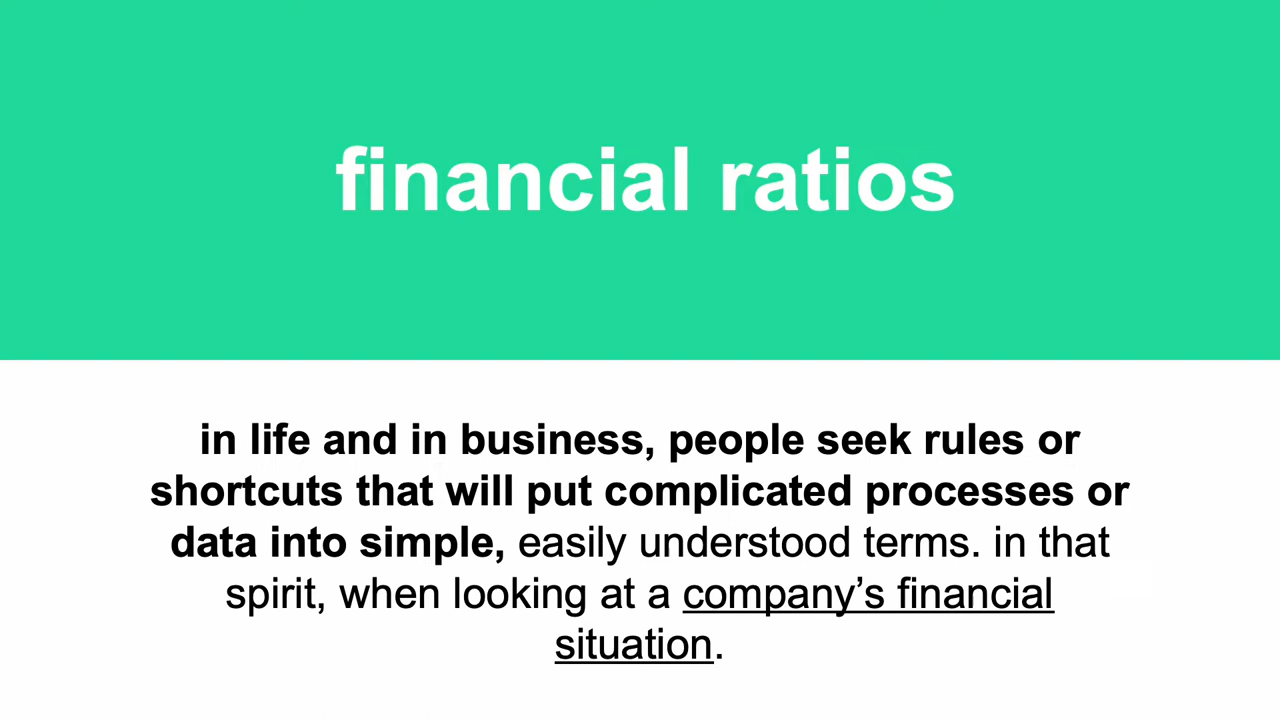 financial ratios
in life and in business, people seek rules or
shortcuts that will put complicated processes or
data into simple, easily understood terms. in that
spirit, when looking at a company’s financial
situation.